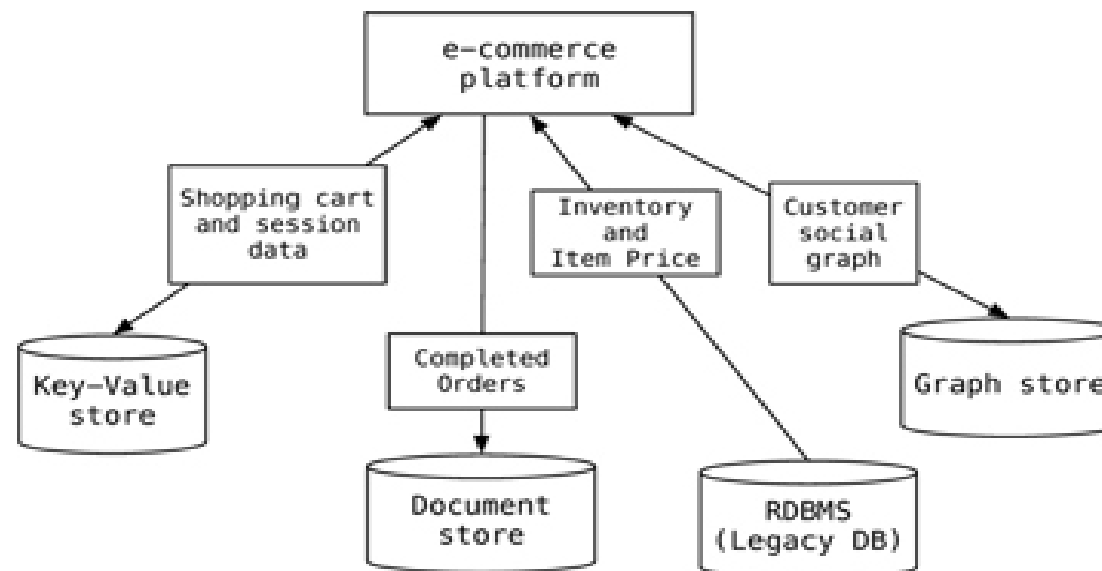 e-commerce
platform
Shopping cart
and session
data
Inventory
and
Item Price
Customer
social
graph
Completed
Orders
Key-Value
store
Graph store
Document
store
RDBMS
(Legacy DB)